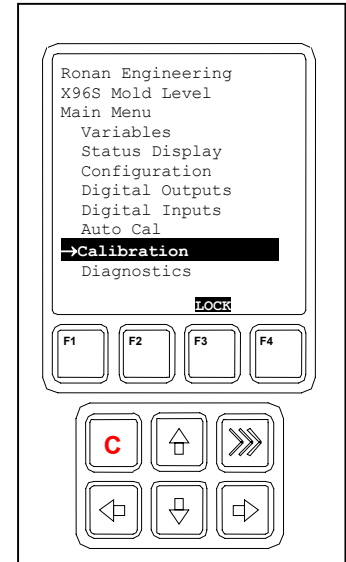 Ronan Engineering
X96S Mold Level
Main Menu
Variables
Status Display
Configuration
Digital Outputs
Digital Inputs
Auto Cal
→Calibration
Diagnostics
LOCK
F1 F2 F3 F4
C